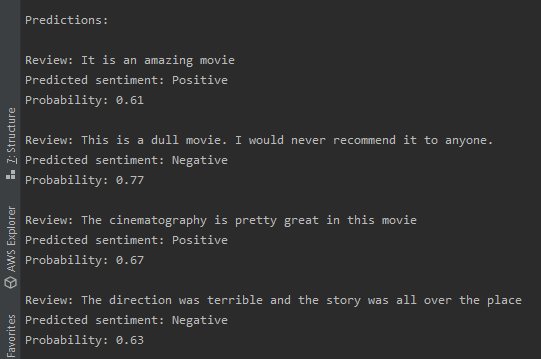 Predictions:
Review: It is an amazing movie
Predicted sentiment: Positive
Probability: 0.61
Review: This is a dull movie. I would never recommend it to anyone.
Predicted sentiment: Negative
Probability: 0.77
Review: The cinematography is pretty great in this movie
Predicted sentiment: Positive
Probability: 0.67
Review: The direction was terrible and the story was all over the place
Predicted sentiment: Negative
Probability: 0.63
7: Structure
AWS Explorer
Favorites